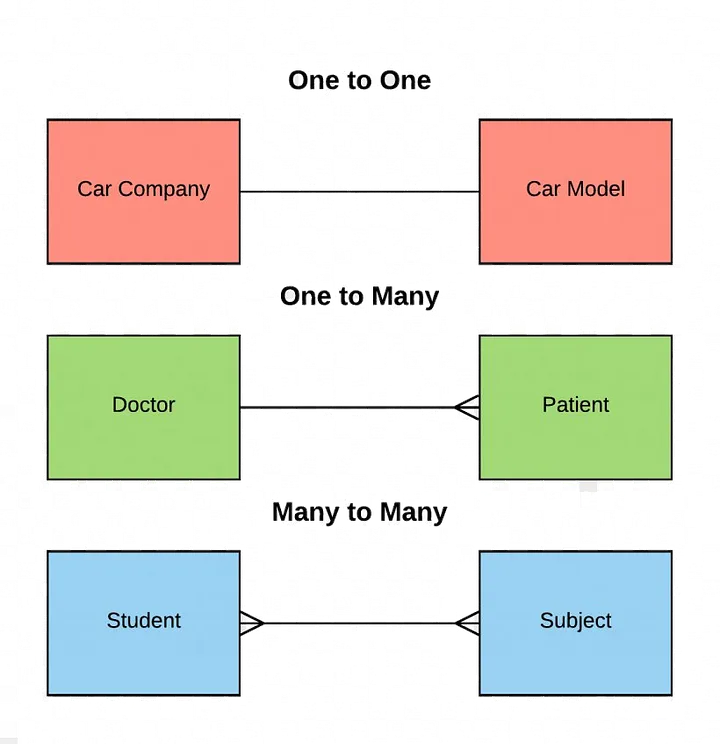 One to One
Car Company
Car Model
One to Many
Doctor
Patient
Many to Many
Student
Subject